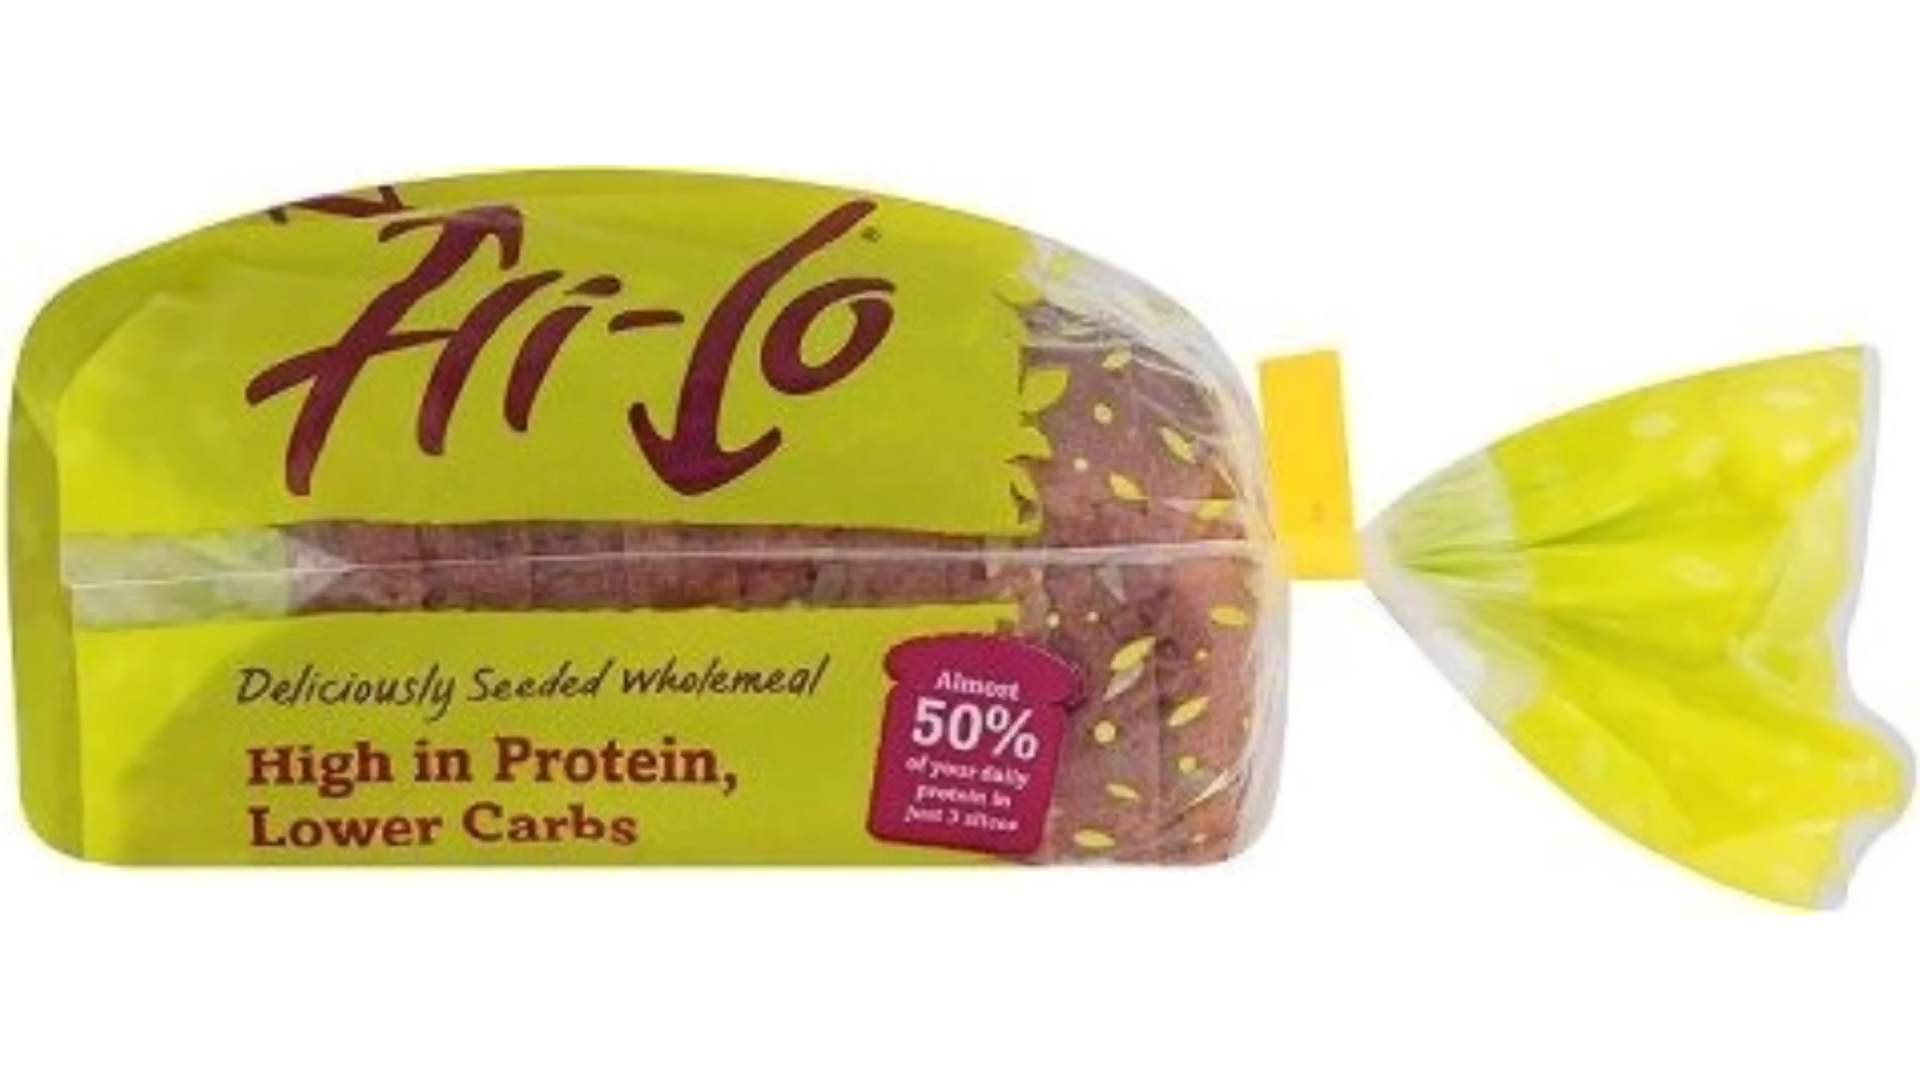 Hi-Lo®
Deliciously Seeded Wholemeal
High in Protein,
Lower Carbs
Almost
50%
of your daily
protein in
just 3 slices